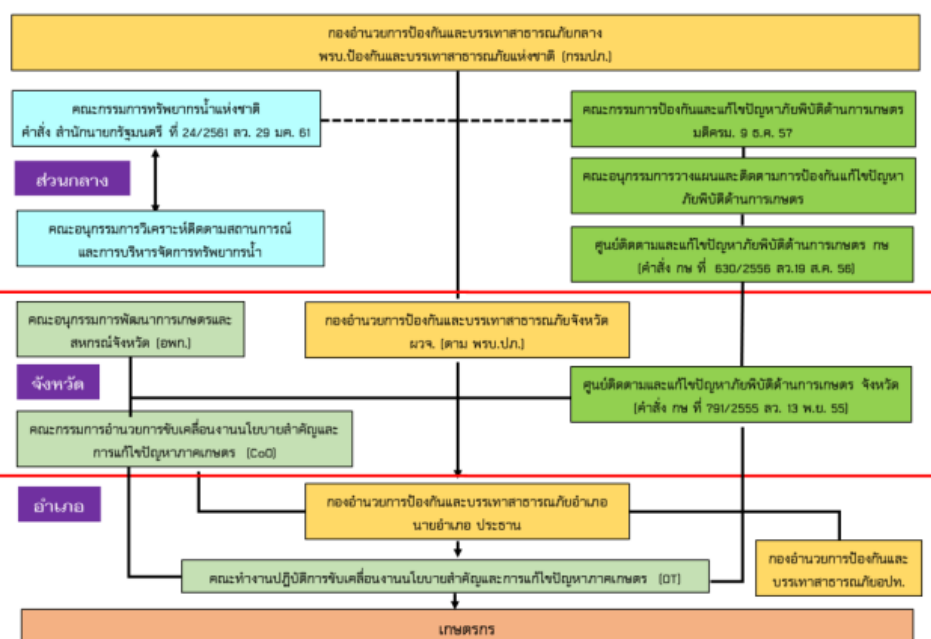 กองอำนวยการป้องกันและบรรเทาสาธารณภัยกลาง
พรบ.ป้องกันและบรรเทาสาธารณภัยแห่งชาติ (กรมปภ.)
คณะกรรมการทรัพยากรน้ำแห่งชาติ
คำสั่ง สำนักนายกรัฐมนตรี ที่ 24/2561 ลว. 29 มค. 61
คณะกรรมการป้องกันและแก้ไขปัญหาภัยพิบัติด้านการเกษตร
มติครม. 9 ธ.ค. 57
ส่วนกลาง
คณะอนุกรรมการวางแผนและติดตามการป้องกันแก้ไขปัญหา
ภัยพิบัติด้านการเกษตร
คณะอนุกรรมการวิเคราะห์ติดตามสถานการณ์
และการบริหารจัดการทรัพยากรน้ำ
ศูนย์ติดตามและแก้ไขปัญหาภัยพิบัติด้านการเกษตร กษ
(คำสั่ง กษ ที่ 630/2556 ลว.19 ส.ค. 56)
คณะอนุกรรมการพัฒนาการเกษตรและ
สหกรณ์จังหวัด (อพก.)
กองอำนวยการป้องกันและบรรเทาสาธารณภัยจังหวัด
ผวจ. (ตาม พรบ.ปภ.)
จังหวัด
ศูนย์ติดตามและแก้ไขปัญหาภัยพิบัติด้านการเกษตร จังหวัด
(คำสั่ง กษ ที่ 791/2555 ลว. 13 พ.ย. 55)
คณะกรรมการอำนวยการขับเคลื่อนงานนโยบายสำคัญและ
การแก้ไขปัญหาภาคเกษตร (CoO)
อำเภอ
กองอำนวยการป้องกันและบรรเทาสาธารณภัยอำเภอ
นายอำเภอ ประธาน
กองอำนวยการป้องกันและ
บรรเทาสาธารณภัยอปท.
คณะทำงานปฏิบัติการขับเคลื่อนงานนโยบายสำคัญและการแก้ไขปัญหาภาคเกษตร (OT)
เกษตรกร